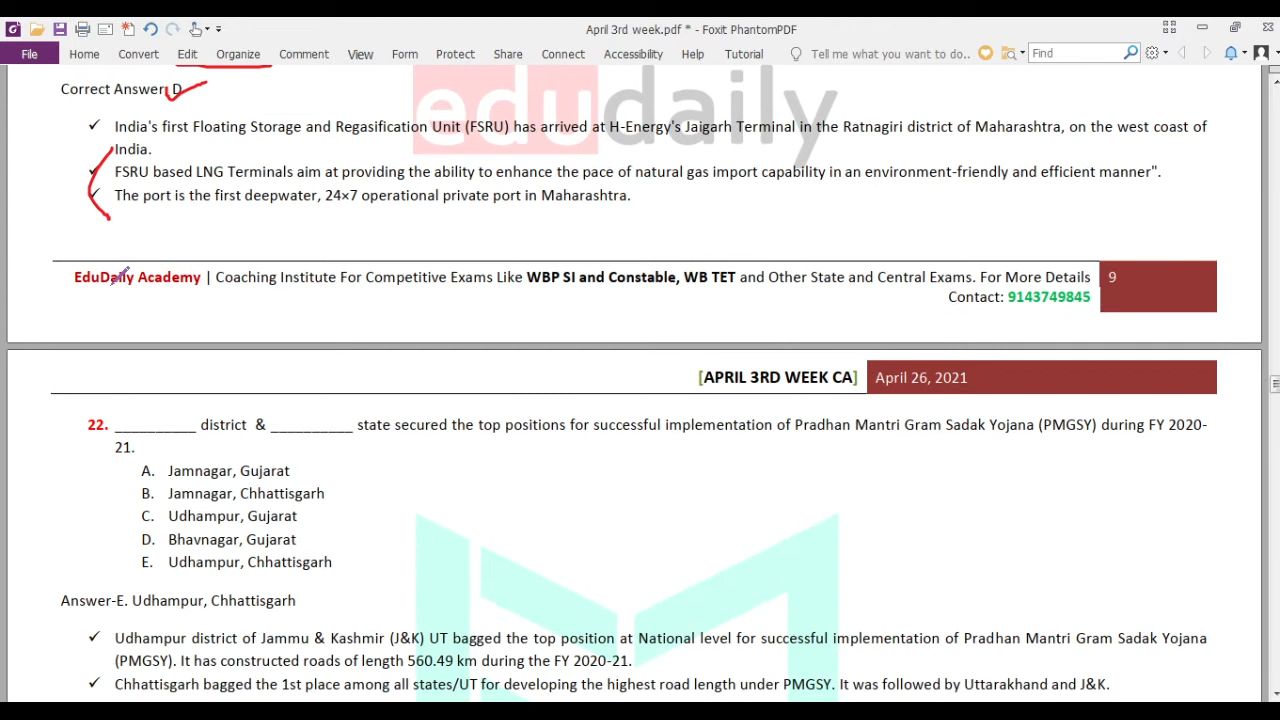 April 3rd week.pdf * - Foxit PhantomPDF
File Home Convert Edit Organize Comment View Form Protect Share Connect Accessibility Help Tutorial Tell me what you want to do.. Find
Correct Answer: D
edudaily
✓ India's first Floating Storage and Regasification Unit (FSRU) has arrived at H-Energy's Jaigarh Terminal in the Ratnagiri district of Maharashtra, on the west coast of
India.
✓ FSRU based LNG Terminals aim at providing the ability to enhance the pace of natural gas import capability in an environment-friendly and efficient manner".
✓ The port is the first deepwater, 24×7 operational private port in Maharashtra.
EduDaily Academy | Coaching Institute For Competitive Exams Like WBP SI and Constable, WB TET and Other State and Central Exams. For More Details 9
Contact: 9143749845
[APRIL 3RD WEEK CA] April 26, 2021
22. __________ district & __________ state secured the top positions for successful implementation of Pradhan Mantri Gram Sadak Yojana (PMGSY) during FY 2020-
21.
A. Jamnagar, Gujarat
B. Jamnagar, Chhattisgarh
C. Udhampur, Gujarat
D. Bhavnagar, Gujarat
E. Udhampur, Chhattisgarh
Answer-E. Udhampur, Chhattisgarh
✓ Udhampur district of Jammu & Kashmir (J&K) UT bagged the top position at National level for successful implementation of Pradhan Mantri Gram Sadak Yojana
(PMGSY). It has constructed roads of length 560.49 km during the FY 2020-21.
✓ Chhattisgarh bagged the 1st place among all states/UT for developing the highest road length under PMGSY. It was followed by Uttarakhand and J&K.